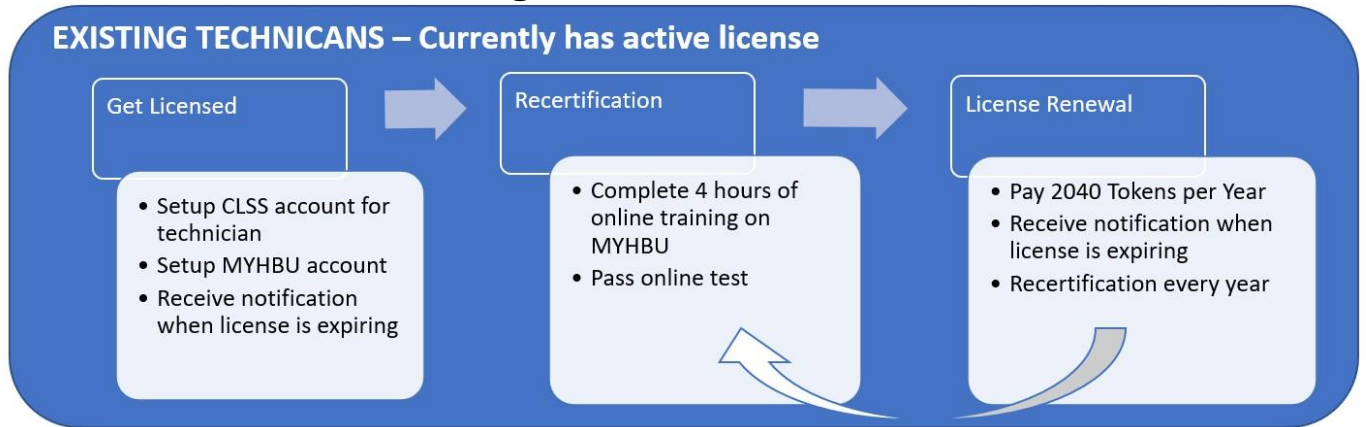 EXISTING TECHNICANS – Currently has active license
Get Licensed
• Setup CLSS account for
technician
• Setup MYHBU account
• Receive notification
when license is expiring
Recertification
• Complete 4 hours of
online training on
MYHBU
• Pass online test
License Renewal
• Pay 2040 Tokens per Year
• Receive notification when
license is expiring
• Recertification every year